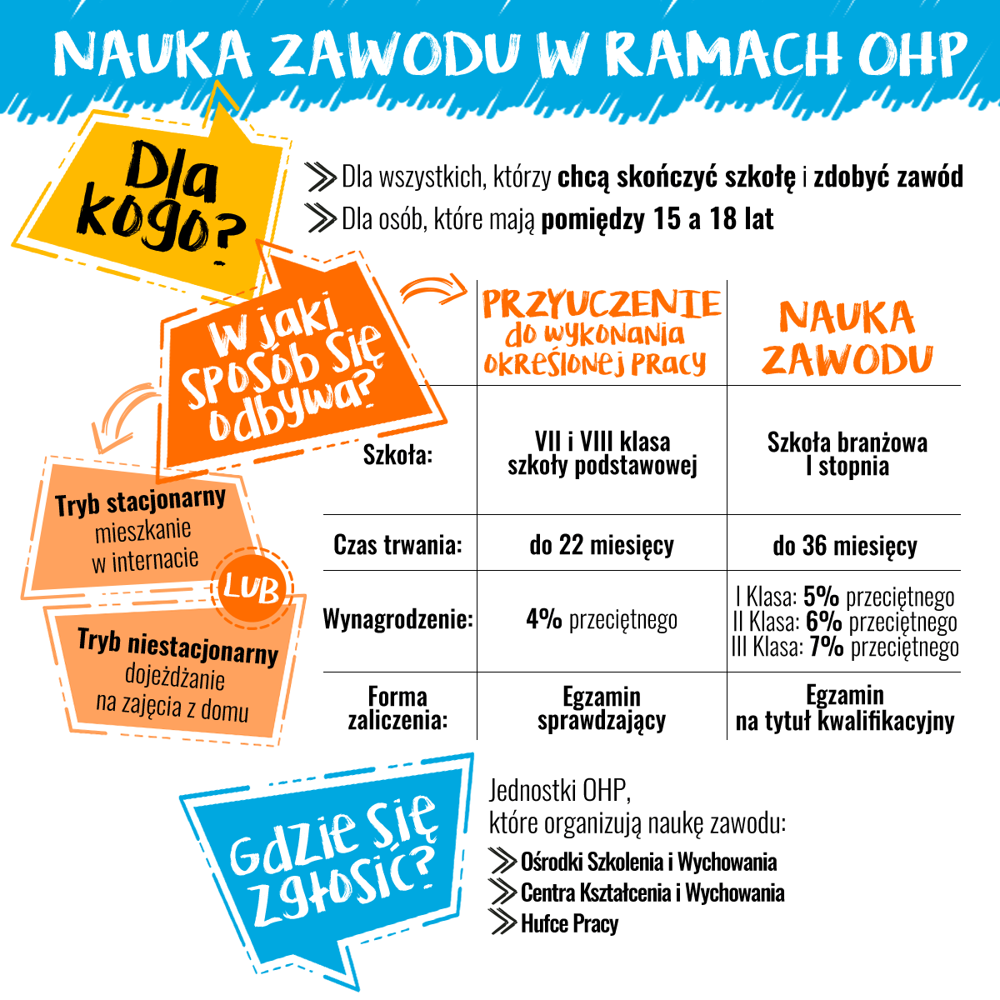 NAUKA ZAWODU W RAMACH OHP
Dla
kogo?
Dla wszystkich, którzy chcą skończyć szkołę i zdobyć zawód
Dla osób, które mają pomiędzy 15 a 18 lat
W jaki
sposób się
odbywa?
PRZYUCZENIE
do wykonania
określonej pracy
NAUKA
ZAWODU
Szkoła:
VII i VIII klasa
szkoły podstawowej
Szkoła branżowa
I stopnia
Czas trwania:
do 22 miesięcy
do 36 miesięcy
Wynagrodzenie:
4% przeciętnego
I Klasa: 5% przeciętnego
II Klasa: 6% przeciętnego
III Klasa: 7% przeciętnego
Forma
zaliczenia:
Egzamin
sprawdzający
Egzamin
na tytuł kwalifikacyjny
Tryb stacjonarny
mieszkanie
w internacie
LUB
Tryb niestacjonarny
dojeżdżanie
na zajęcia z domu
Gdzie się
zgłosić?
Jednostki OHP,
które organizują naukę zawodu:
Ośrodki Szkolenia i Wychowania
Centra Kształcenia i Wychowania
Hufce Pracy